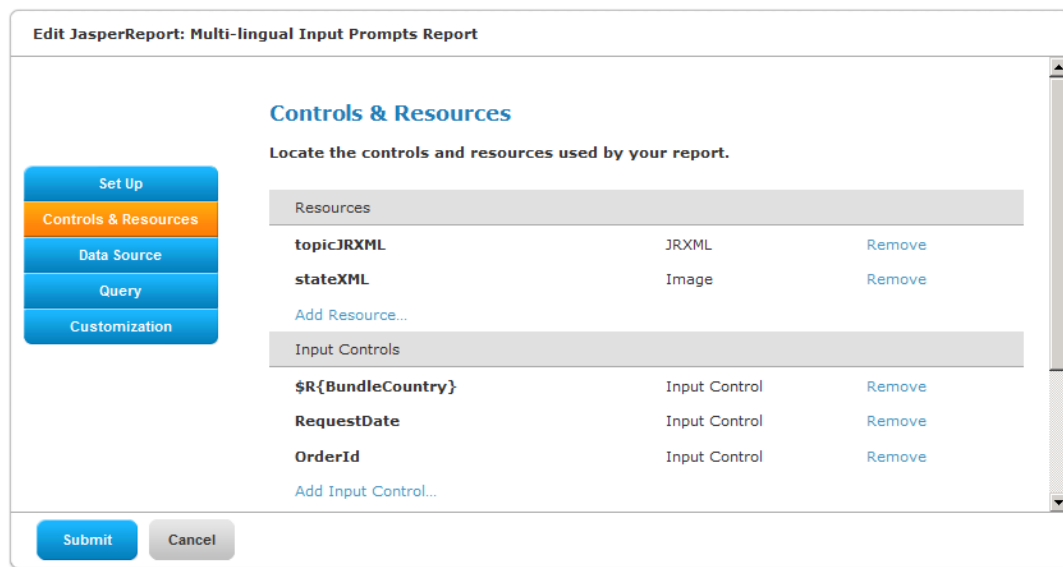 Edit JasperReport: Multi-lingual Input Prompts Report
Controls & Resources
Locate the controls and resources used by your report.
Set Up
Controls & Resources
Data Source
Query
Customization
Resources
topicJRXML JRXML Remove
stateXML Image Remove
Add Resource...
Input Controls
$R{BundleCountry} Input Control Remove
RequestDate Input Control Remove
OrderId Input Control Remove
Add Input Control...
Submit Cancel